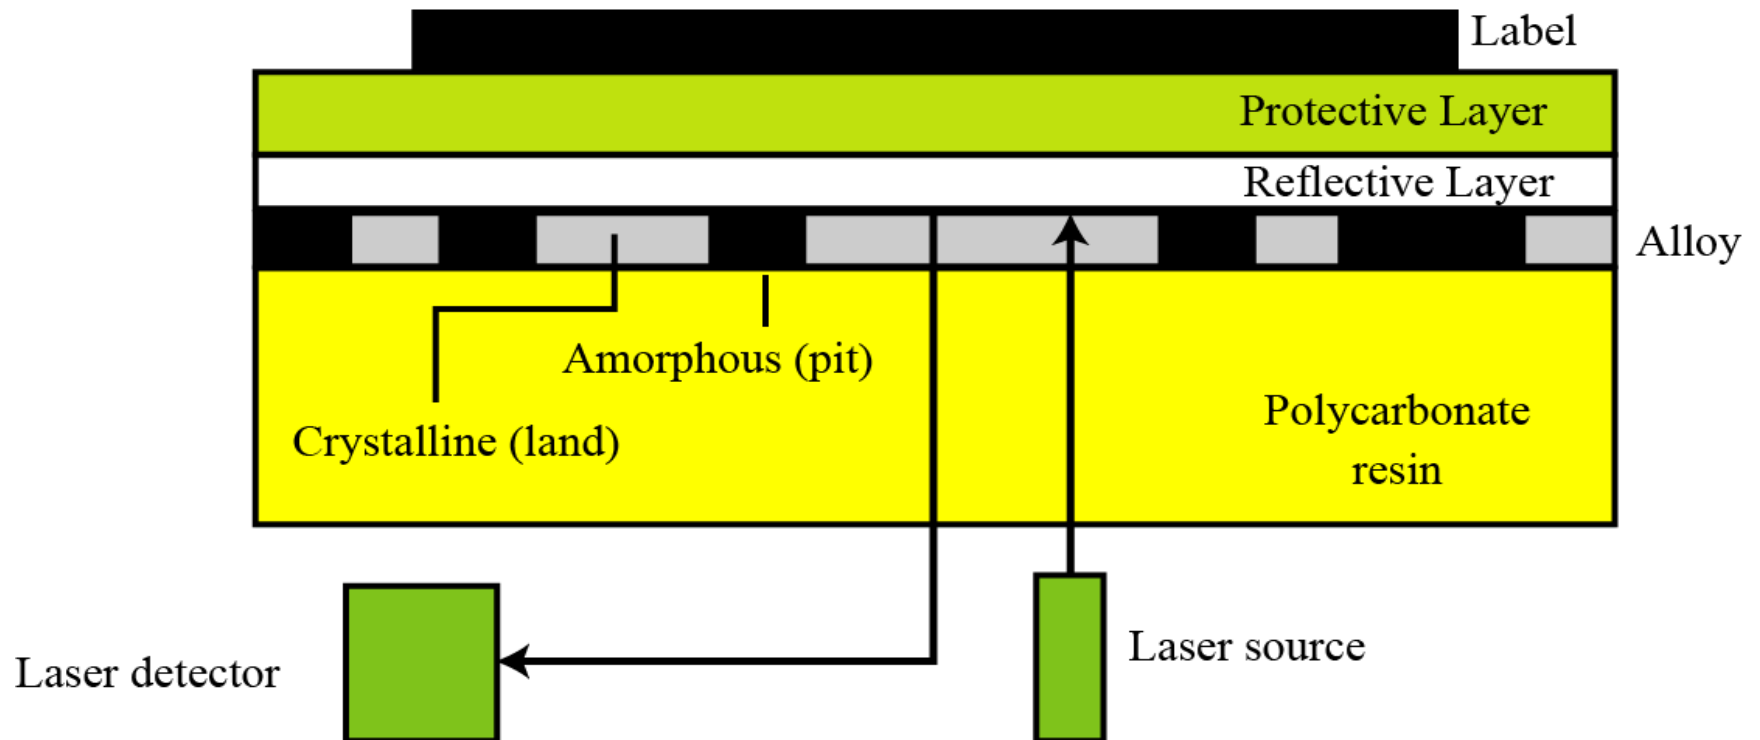 Label
Protective Layer
Reflective Layer
Alloy
Amorphous (pit)
Crystalline (land)
Polycarbonate
resin
Laser source
Laser detector